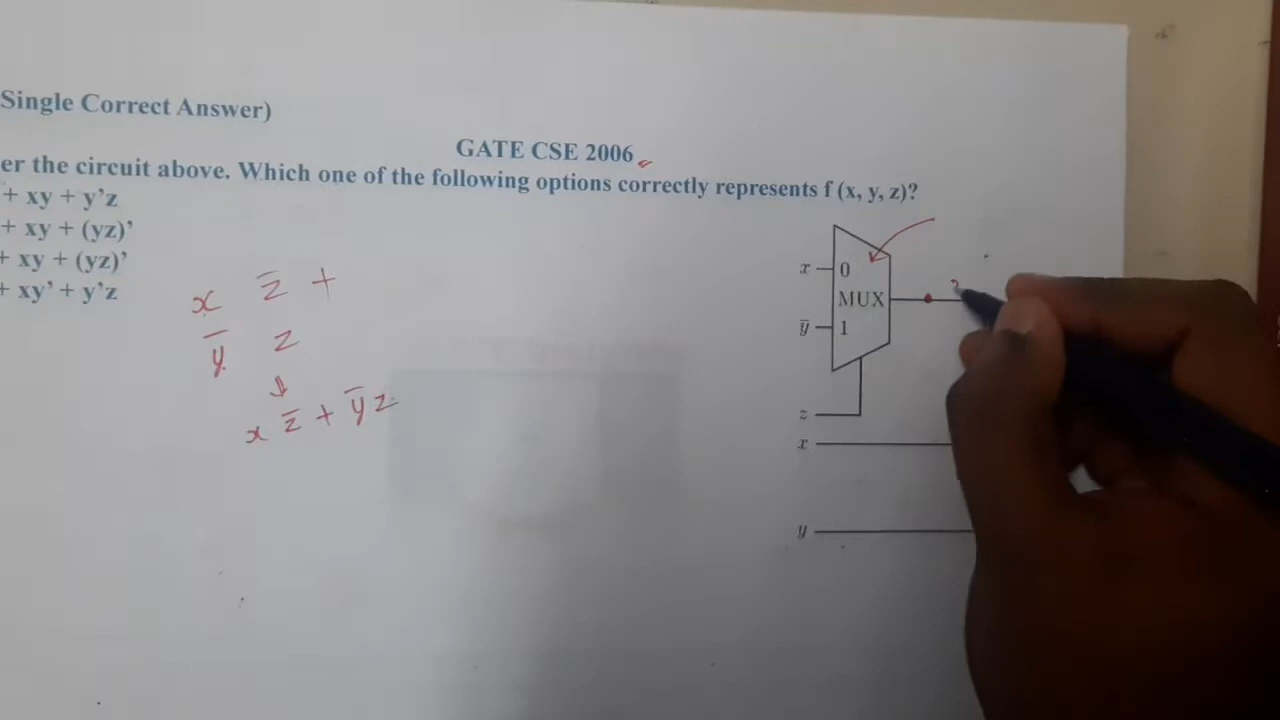 Single Correct Answer)
GATE CSE 2006
er the circuit above. Which one of the following options correctly represents f (x, y, z)?
+ xy + y’z
+ xy + (yz)’
+ xy + (yz)’
+ xy’ + y’z
x z̅ +
y̅ z
x z̅ + y̅ z
x 0
MUX
y̅ 1
z
x
y